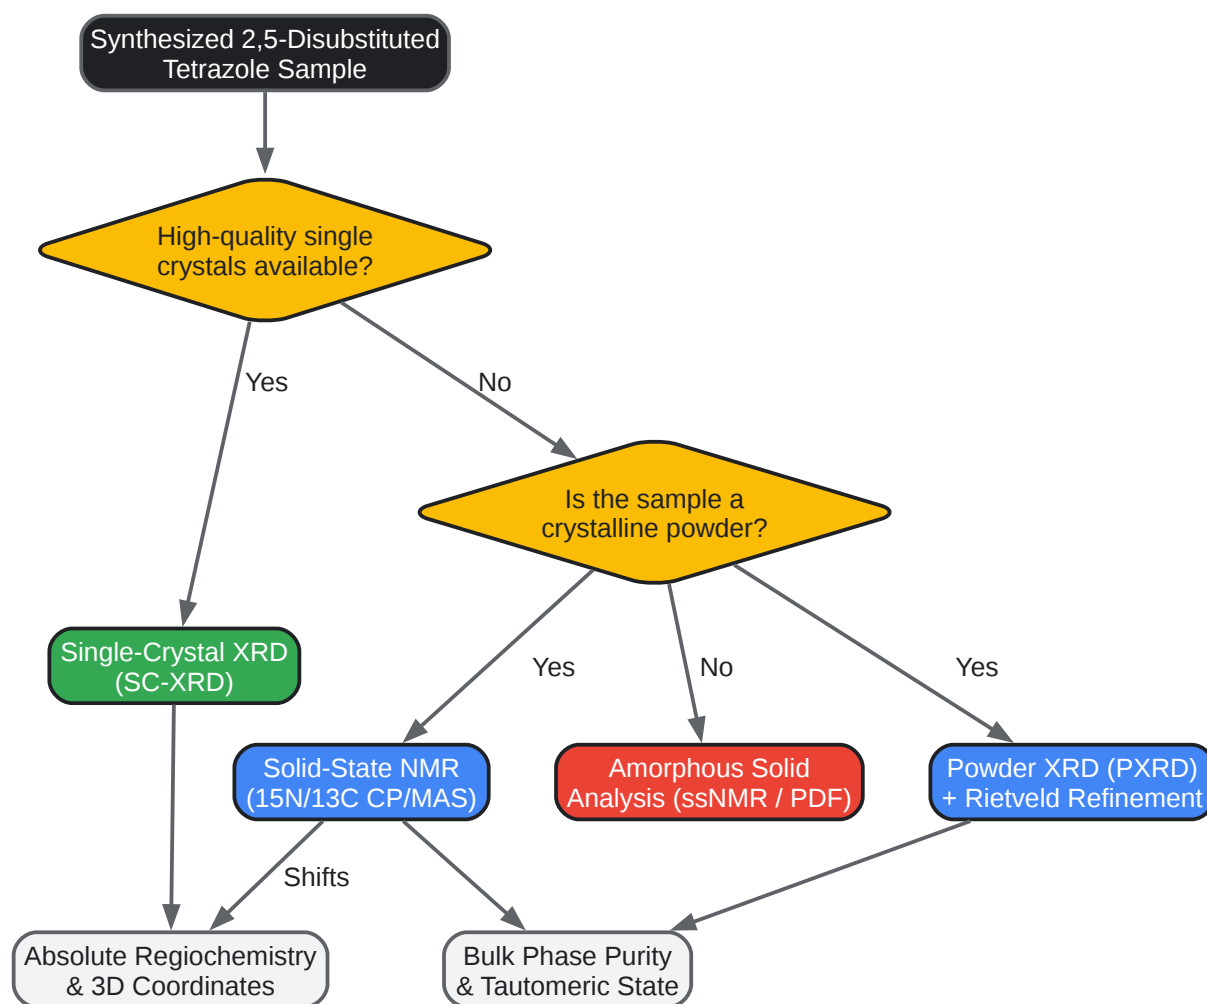 Synthesized 2,5-Disubstituted
Tetrazole Sample
High-quality single
crystals available?
Yes
No
Is the sample a
crystalline powder?
Single-Crystal XRD
(SC-XRD)
Yes
No
Yes
Solid-State NMR
(15N/13C CP/MAS)
Amorphous Solid
Analysis (ssNMR / PDF)
Powder XRD (PXRD)
+ Rietveld Refinement
Shifts
Absolute Regiochemistry
& 3D Coordinates
Bulk Phase Purity
& Tautomeric State